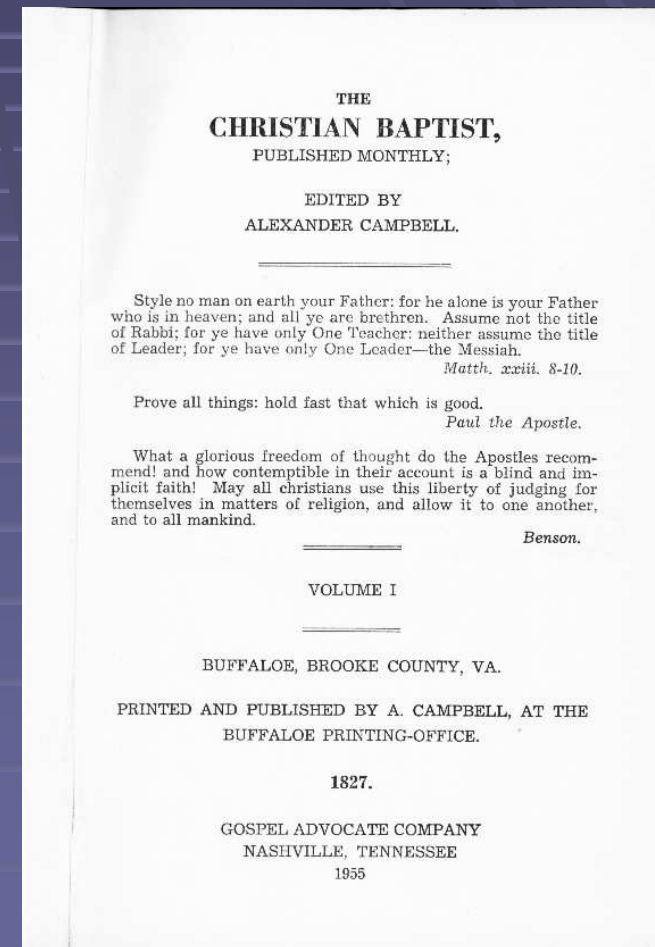 THE
CHRISTIAN BAPTIST,
PUBLISHED MONTHLY;
EDITED BY
ALEXANDER CAMPBELL.
Style no man on earth your Father: for he alone is your Father
who is in heaven; and all ye are brethren. Assume not the title
of Rabbi; for ye have only One Teacher: neither assume the title
of Leader; for ye have only One Leader—the Messiah.
Matth. xxiii. 8-10.
Prove all things: hold fast that which is good.
Paul the Apostle.
What a glorious freedom of thought do the Apostles recom-
mend! and how contemptible in their account is a blind and im-
plicit faith! May all christians use this liberty of judging for
themselves in matters of religion, and allow it to one another,
and to all mankind.
Benson.
VOLUME I
BUFFALOE, BROOKE COUNTY, VA.
PRINTED AND PUBLISHED BY A. CAMPBELL, AT THE
BUFFALOE PRINTING-OFFICE.
1827.
GOSPEL ADVOCATE COMPANY
NASHVILLE, TENNESSEE
1955